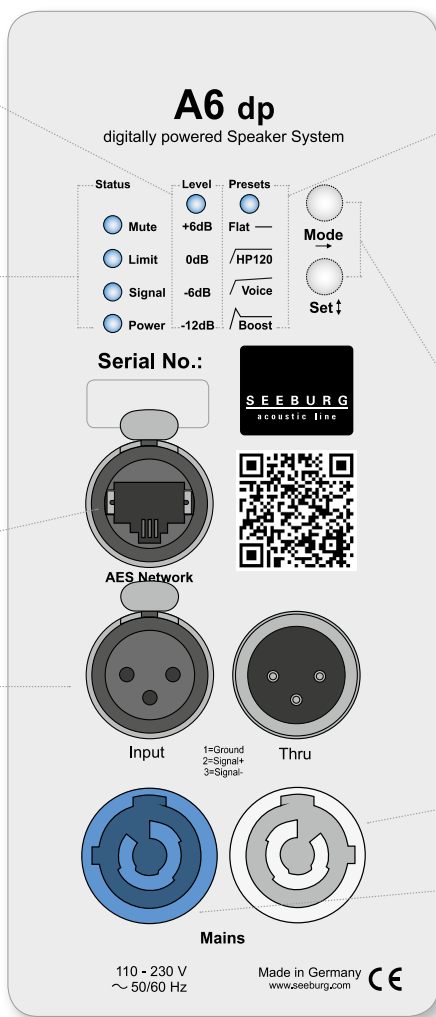 A6 dp
digitally powered Speaker System
Status Level Presets
Mute +6dB Flat
Limit 0dB HP120
Signal -6dB Voice
Power -12dB Boost
Mode
Set
Serial No.:
SEEBURG
acoustic line
AES Network
Input
1=Ground
2=Signal+
3=Signal-
Thru
Mains
110 - 230 V
~ 50/60 Hz
Made in Germany
www.seeburg.com
CE